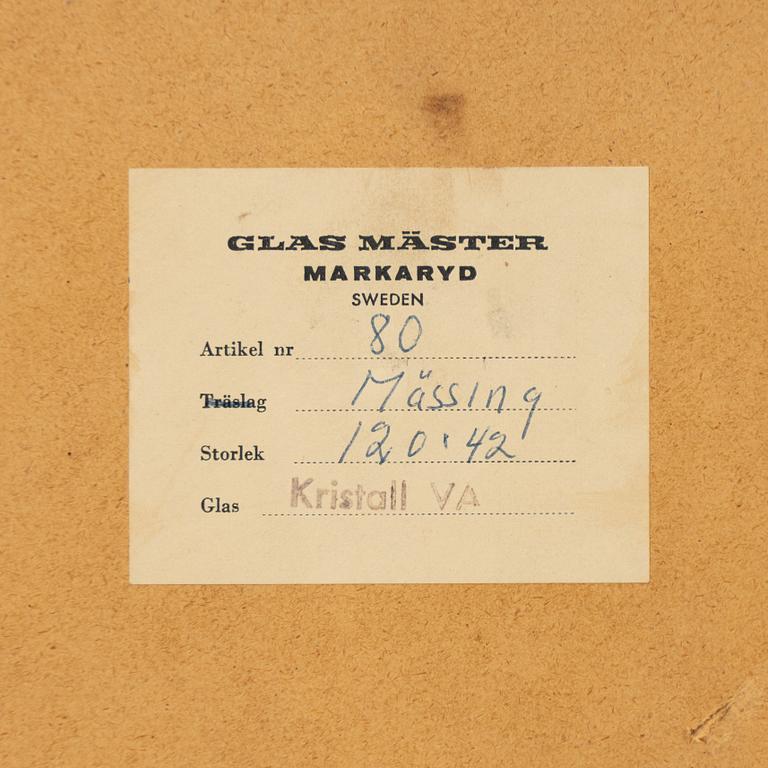 GLAS MÄSTER
MARKARYD
SWEDEN
Artikel nr 80
Träslag Mässing
Storlek 120·42
Glas Kristall VA